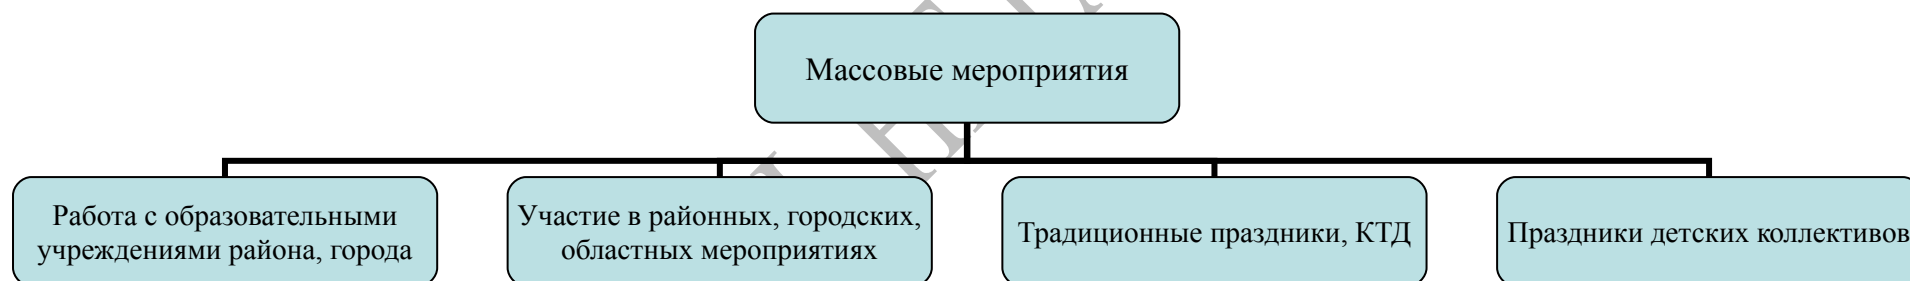 Массовые мероприятия
Работа с образовательными
учреждениями района, города
Участие в районных, городских,
областных мероприятиях
Традиционные праздники, КТД
Праздники детских коллективов